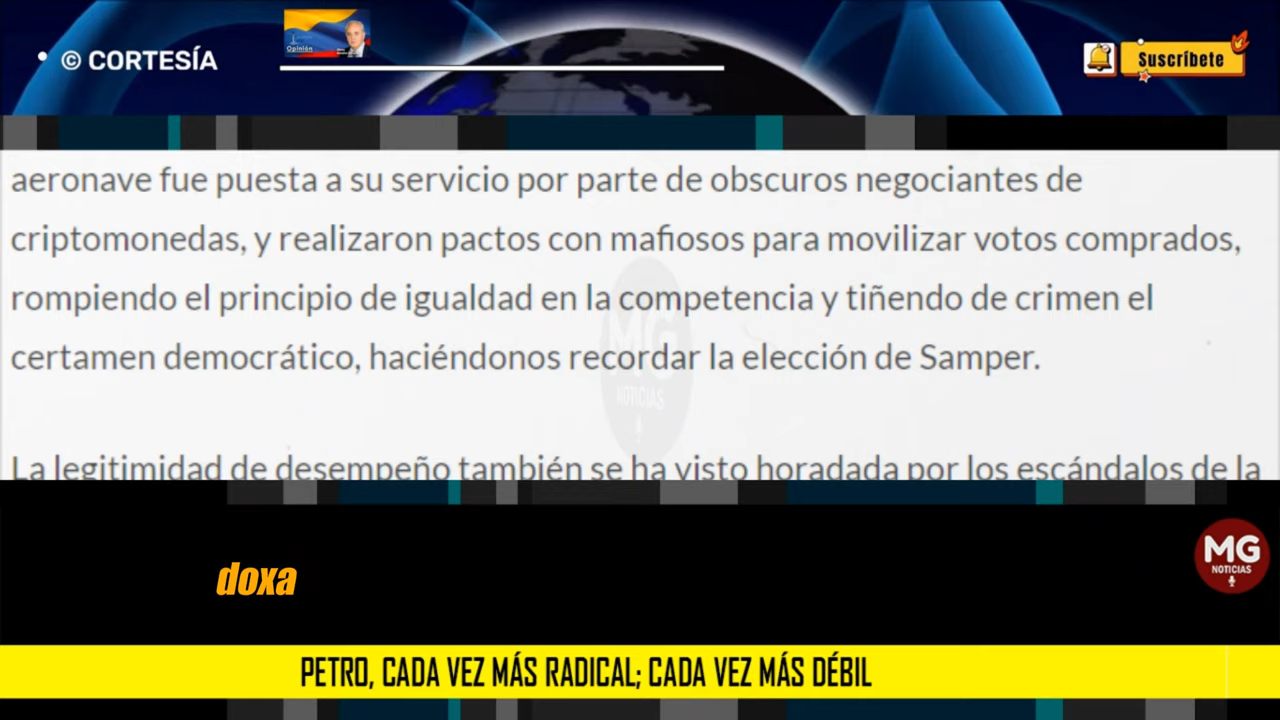 © CORTESÍA
Opinión
Suscríbete
aeronave fue puesta a su servicio por parte de obscuros negociantes de
criptomonedas, y realizaron pactos con mafiosos para movilizar votos comprados,
rompiendo el principio de igualdad en la competencia y tiñendo de crimen el
certamen democrático, haciéndonos recordar la elección de Samper.
MG
NOTICIAS
La legitimidad de desempeño también se ha visto horadada por los escándalos de la
doxa
MG
NOTICIAS
PETRO, CADA VEZ MÁS RADICAL; CADA VEZ MÁS DÉBIL